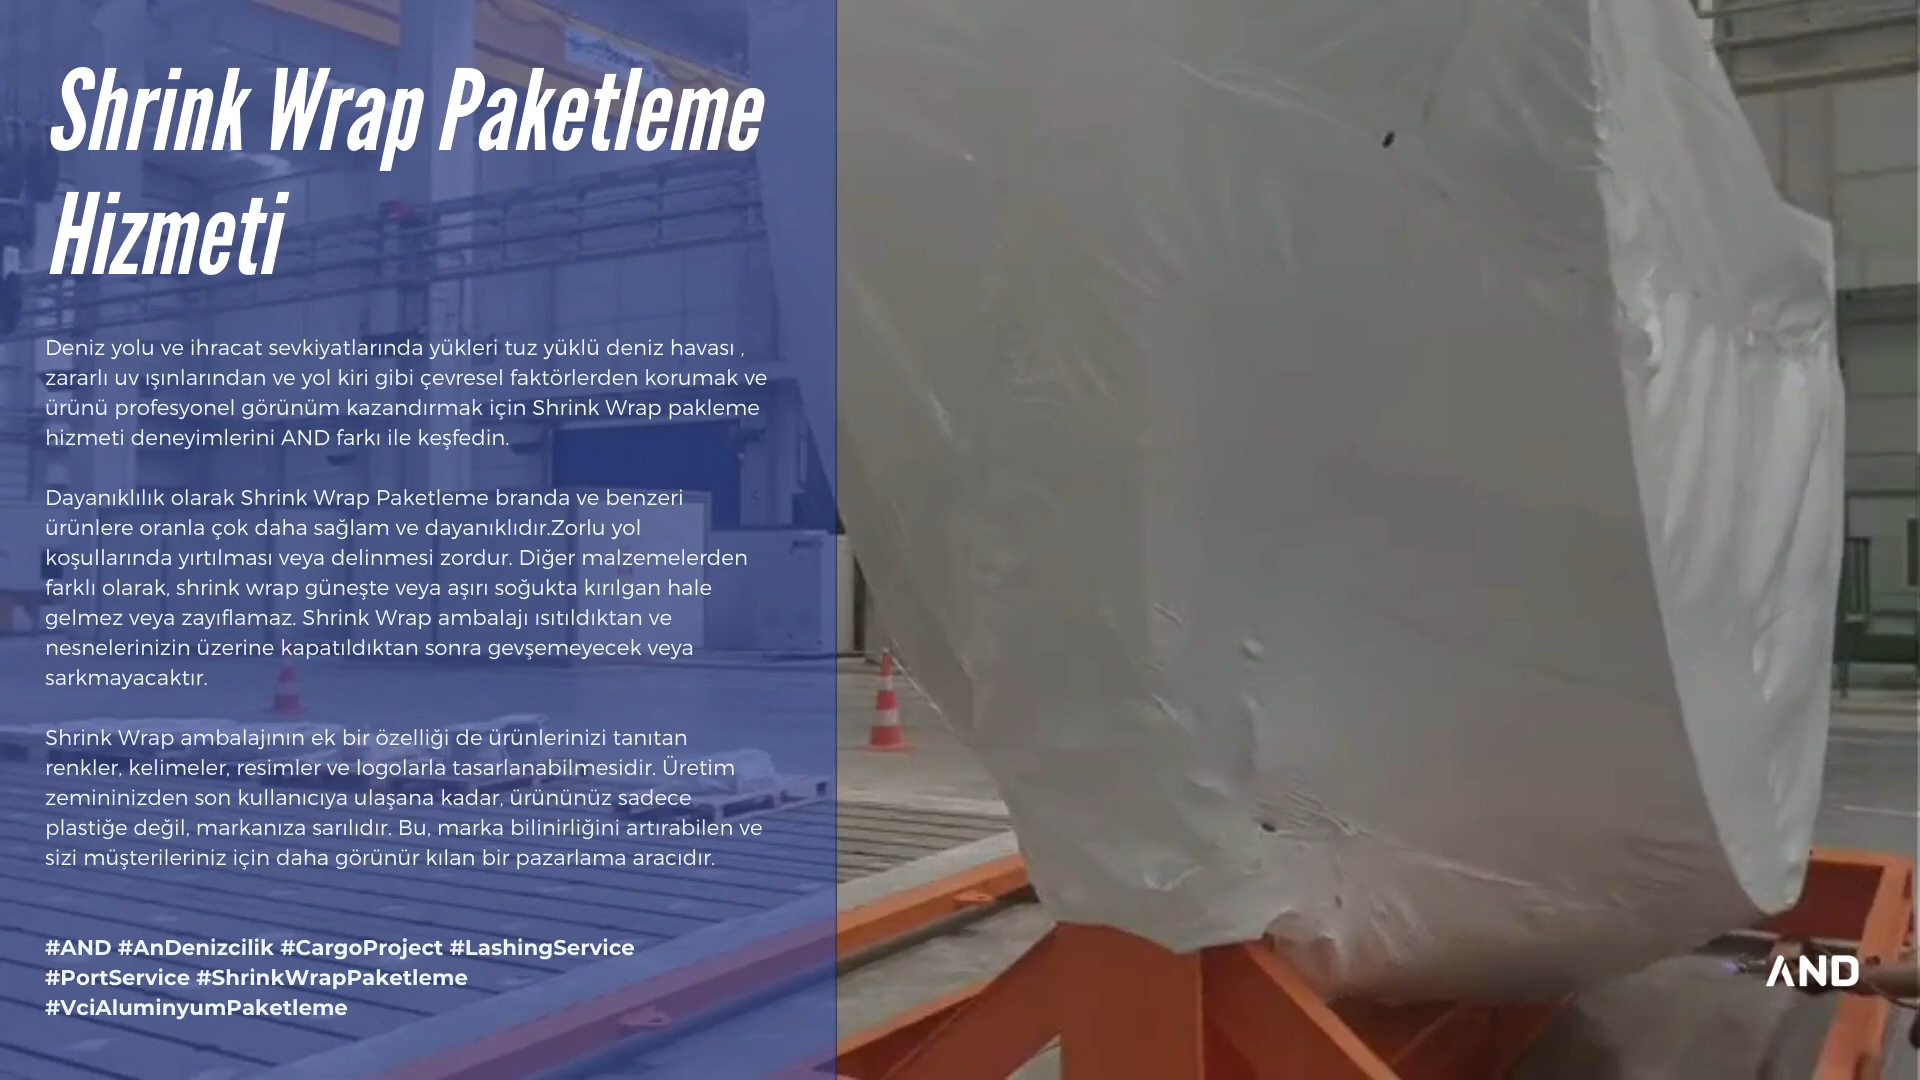 Shrink Wrap Paketleme
Hizmeti
Deniz yolu ve ihracat sevkiyatlarında yükleri tuz yüklü deniz havası ,
zararlı uv ışınlarından ve yol kiri gibi çevresel faktörlerden korumak ve
ürünü profesyonel görünüm kazandırmak için Shrink Wrap pakleme
hizmeti deneyimlerini AND farkı ile keşfedin.
Dayanıklılık olarak Shrink Wrap Paketleme branda ve benzeri
ürünlere oranla çok daha sağlam ve dayanıklıdır.Zorlu yol
koşullarında yırtılması veya delinmesi zordur. Diğer malzemelerden
farklı olarak, shrink wrap güneşte veya aşırı soğukta kırılgan hale
gelmez veya zayıflamaz. Shrink Wrap ambalajı ısıtıldıktan ve
nesnelerinizin üzerine kapatıldıktan sonra gevşemeyecek veya
sarkmayacaktır.
Shrink Wrap ambalajının ek bir özelliği de ürünlerinizi tanıtan
renkler, kelimeler, resimler ve logolarla tasarlanabilmesidir. Üretim
zemininizden son kullanıcıya ulaşana kadar, ürününüz sadece
plastiğe değil, markanıza sarılıdır. Bu, marka bilinirliğini artırabilen ve
sizi müşterileriniz için daha görünür kılan bir pazarlama aracıdır.
#AND #AnDenizcilik #CargoProject #LashingService
#PortService #ShrinkWrapPaketleme
#VciAluminyumPaketleme
AND